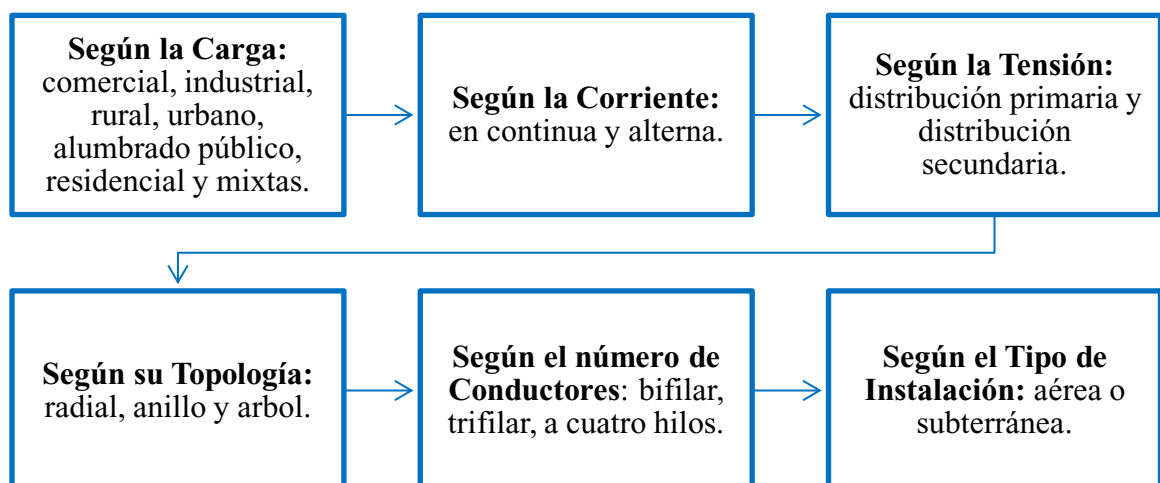 Según la Carga:
comercial, industrial,
rural, urbano,
alumbrado público,
residencial y mixtas.
Según la Corriente:
en continua y alterna.
Según la Tensión:
distribución primaria y
distribución
secundaria.
Según su Topología:
radial, anillo y arbol.
Según el número de
Conductores: bifilar,
trifilar, a cuatro hilos.
Según el Tipo de
Instalación: aérea o
subterránea.